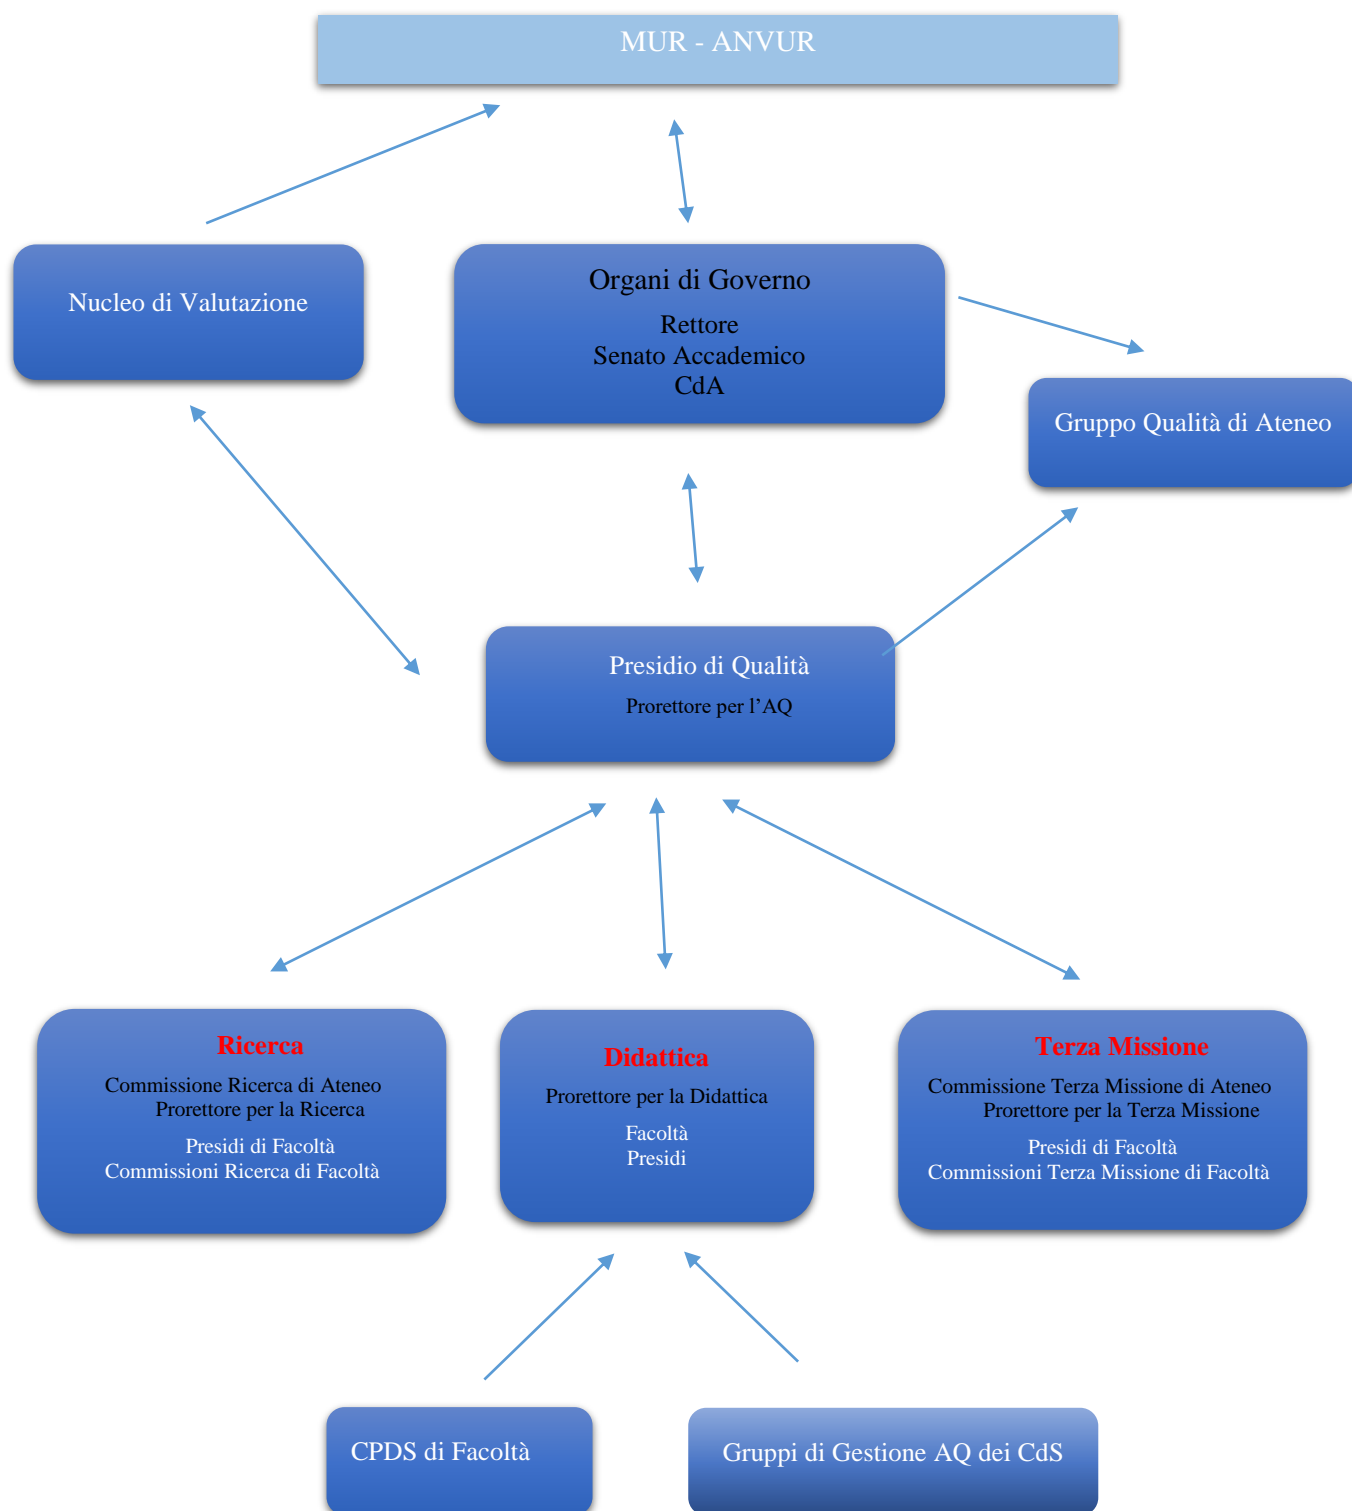 MUR - ANVUR
Nucleo di Valutazione
Organi di Governo
Rettore
Senato Accademico
CdA
Gruppo Qualità di Ateneo
Presidio di Qualità
Prorettore per l’AQ
Ricerca
Commissione Ricerca di Ateneo
Prorettore per la Ricerca
Presidi di Facoltà
Commissioni Ricerca di Facoltà
Didattica
Prorettore per la Didattica
Facoltà
Presidi
Terza Missione
Commissione Terza Missione di Ateneo
Prorettore per la Terza Missione
Presidi di Facoltà
Commissioni Terza Missione di Facoltà
CPDS di Facoltà
Gruppi di Gestione AQ dei CdS